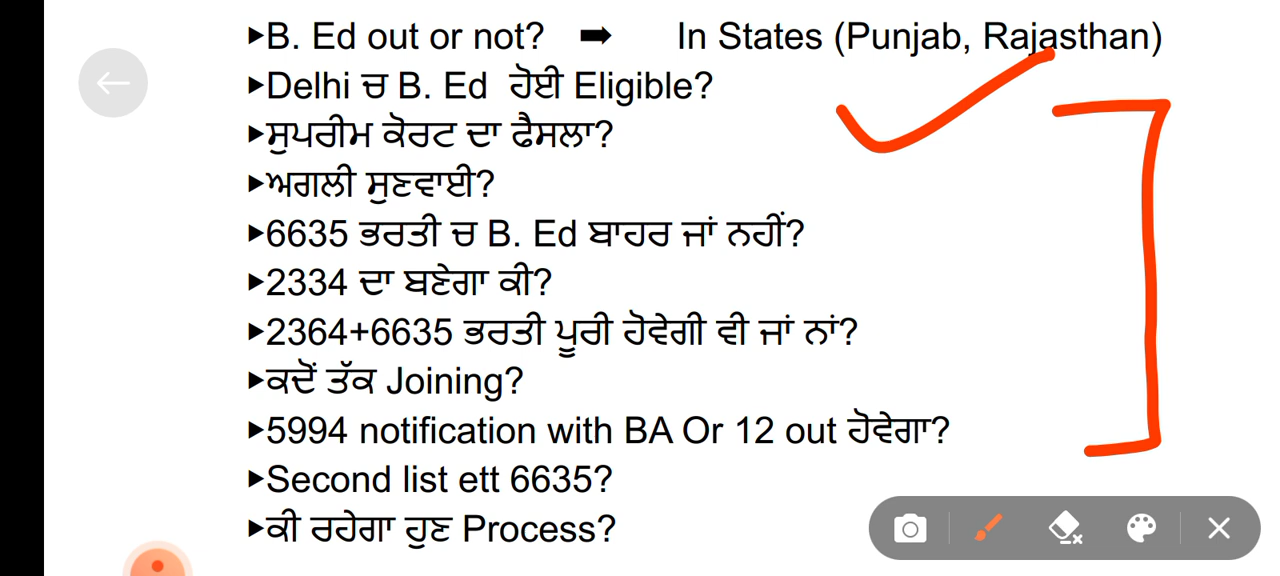 ▶B. Ed out or not? ➡ In States (Punjab, Rajasthan)
▶Delhi ਚ B. Ed ਹੋਈ Eligible?
▶ਸੁਪਰੀਮ ਕੋਰਟ ਦਾ ਫੈਸਲਾ?
▶ਅਗਲੀ ਸੁਣਵਾਈ?
▶6635 ਭਰਤੀ ਚ B. Ed ਬਾਹਰ ਜਾਂ ਨਹੀਂ?
▶2334 ਦਾ ਬਣੇਗਾ ਕੀ?
▶2364+6635 ਭਰਤੀ ਪੂਰੀ ਹੋਵੇਗੀ ਵੀ ਜਾਂ ਨਾਂ?
▶ਕਦੋਂ ਤੱਕ Joining?
▶5994 notification with BA Or 12 out ਹੋਵੇਗਾ?
▶Second list ett 6635?
▶ਕੀ ਰਹੇਗਾ ਹੁਣ Process?